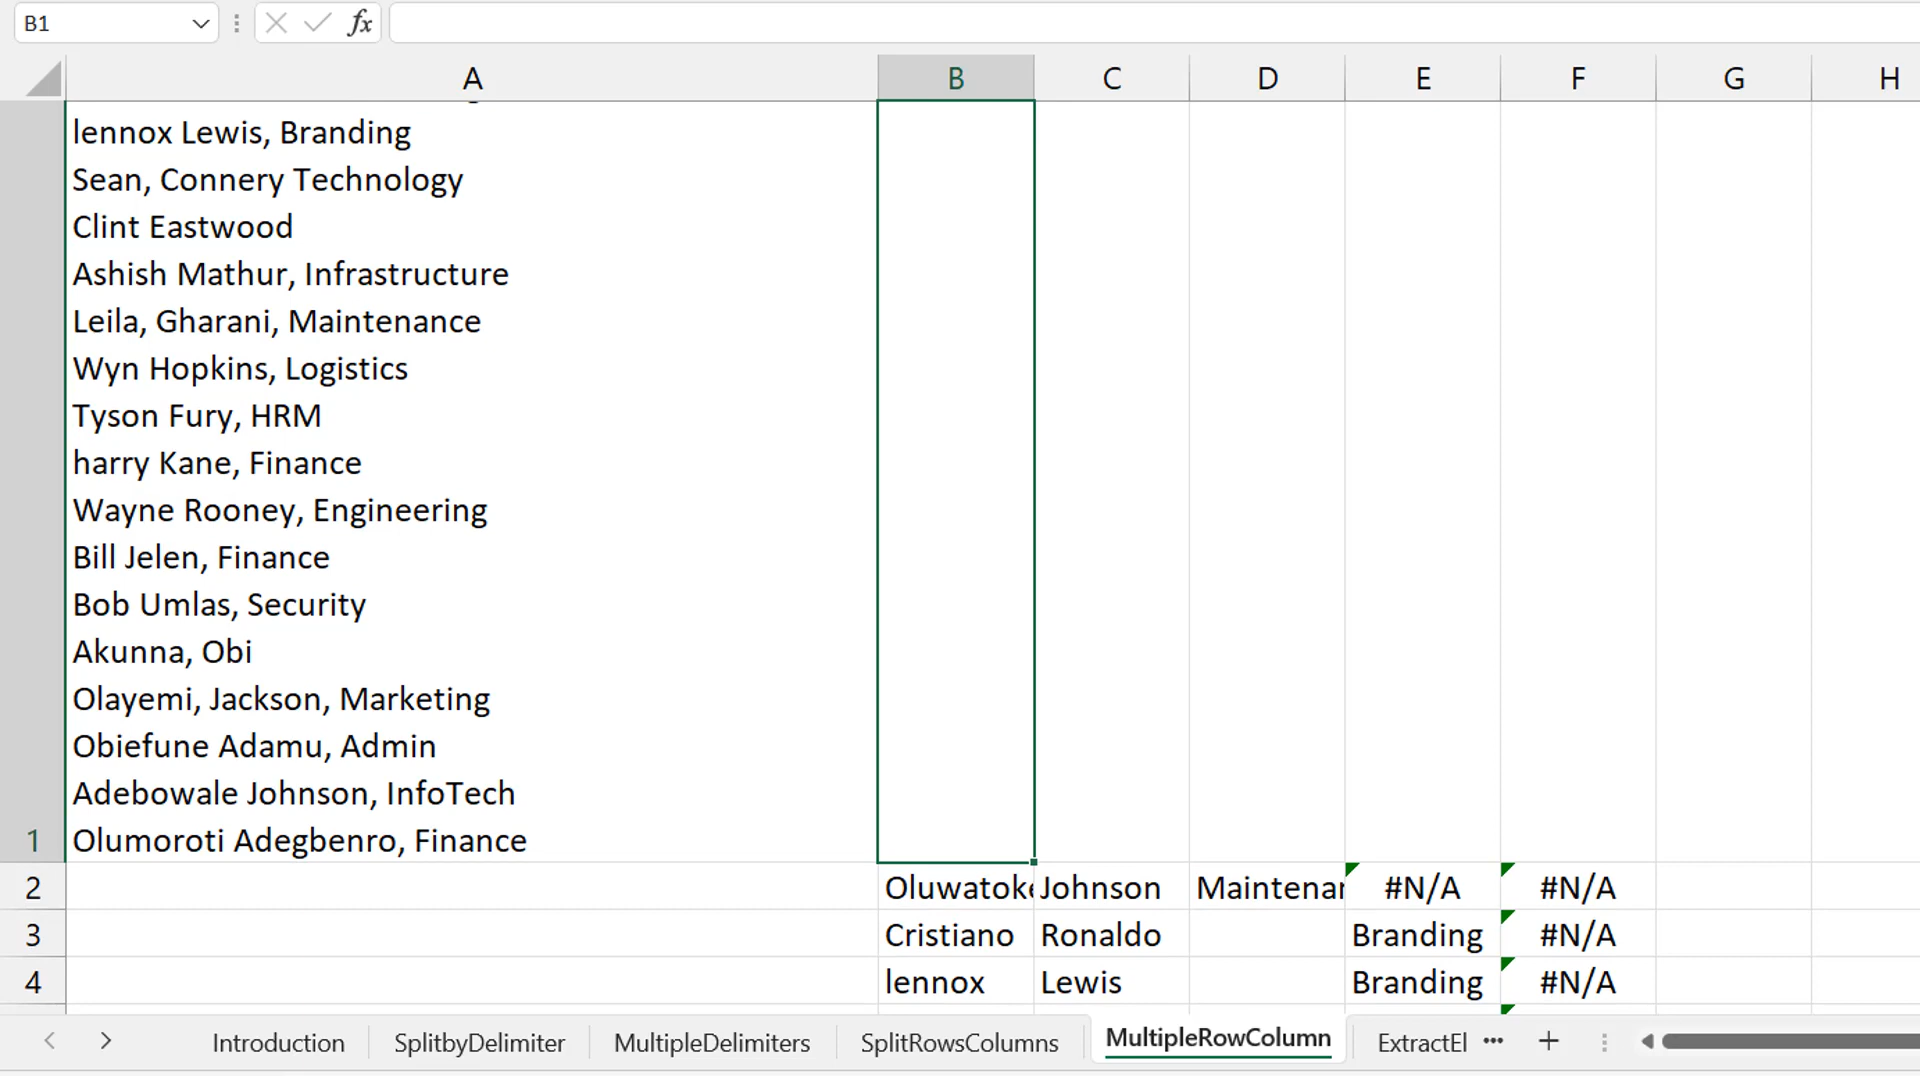 B1
fx
A B C D E F G H
lennox Lewis, Branding
Sean, Connery Technology
Clint Eastwood
Ashish Mathur, Infrastructure
Leila, Gharani, Maintenance
Wyn Hopkins, Logistics
Tyson Fury, HRM
harry Kane, Finance
Wayne Rooney, Engineering
Bill Jelen, Finance
Bob Umlas, Security
Akunna, Obi
Olayemi, Jackson, Marketing
Obiefune Adamu, Admin
Adebowale Johnson, InfoTech
1 Olumoroti Adegbenro, Finance
2 Oluwatoke Johnson Maintenan #N/A #N/A
3 Cristiano Ronaldo Branding #N/A
4 lennox Lewis Branding #N/A
Introduction SplitbyDelimiter MultipleDelimiters SplitRowsColumns MultipleRowColumn ExtractEl ... +